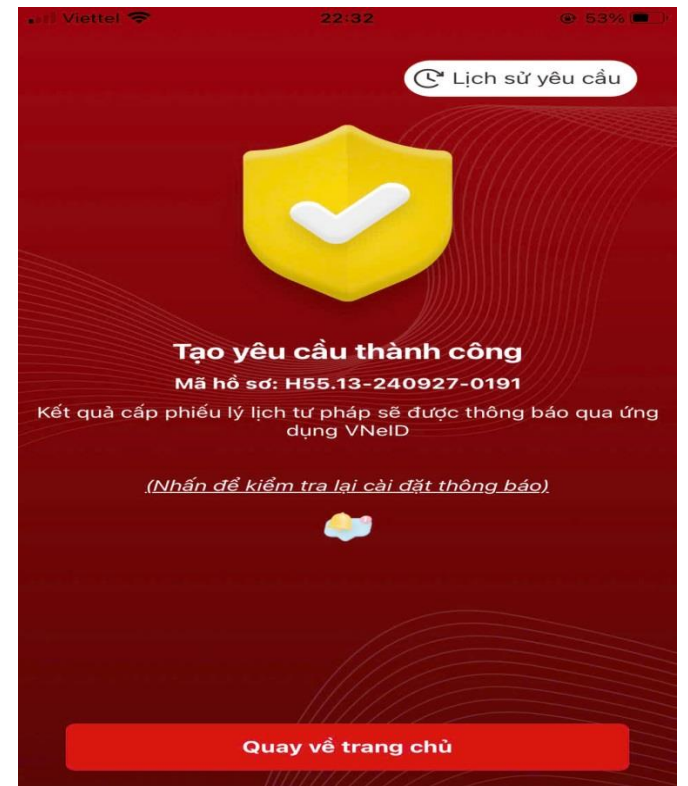 Viettel 22:32 53%
Lịch sử yêu cầu
Tạo yêu cầu thành công
Mã hồ sơ: H55.13-240927-0191
Kết quả cấp phiếu lý lịch tư pháp sẽ được thông báo qua ứng
dụng VNeID
(Nhấn để kiểm tra lại cài đặt thông báo)
Quay về trang chủ